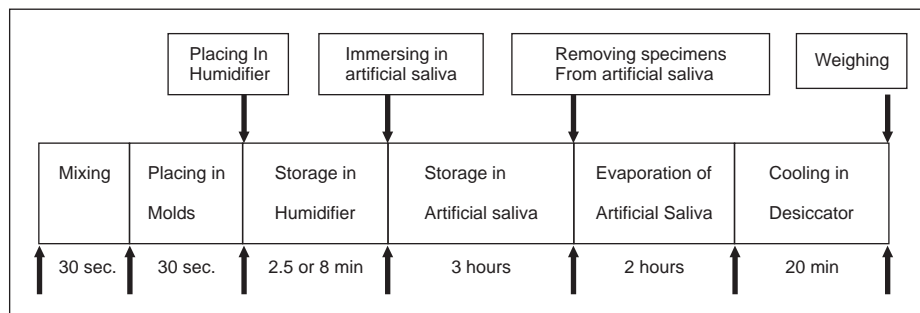 Placing In
Humidifier
Immersing in
artificial saliva
Removing specimens
From artificial saliva
Weighing
Mixing
Placing in
Molds
Storage in
Humidifier
Storage in
Artificial saliva
Evaporation of
Artificial Saliva
Cooling in
Desiccator
30 sec.
30 sec.
2.5 or 8 min
3 hours
2 hours
20 min